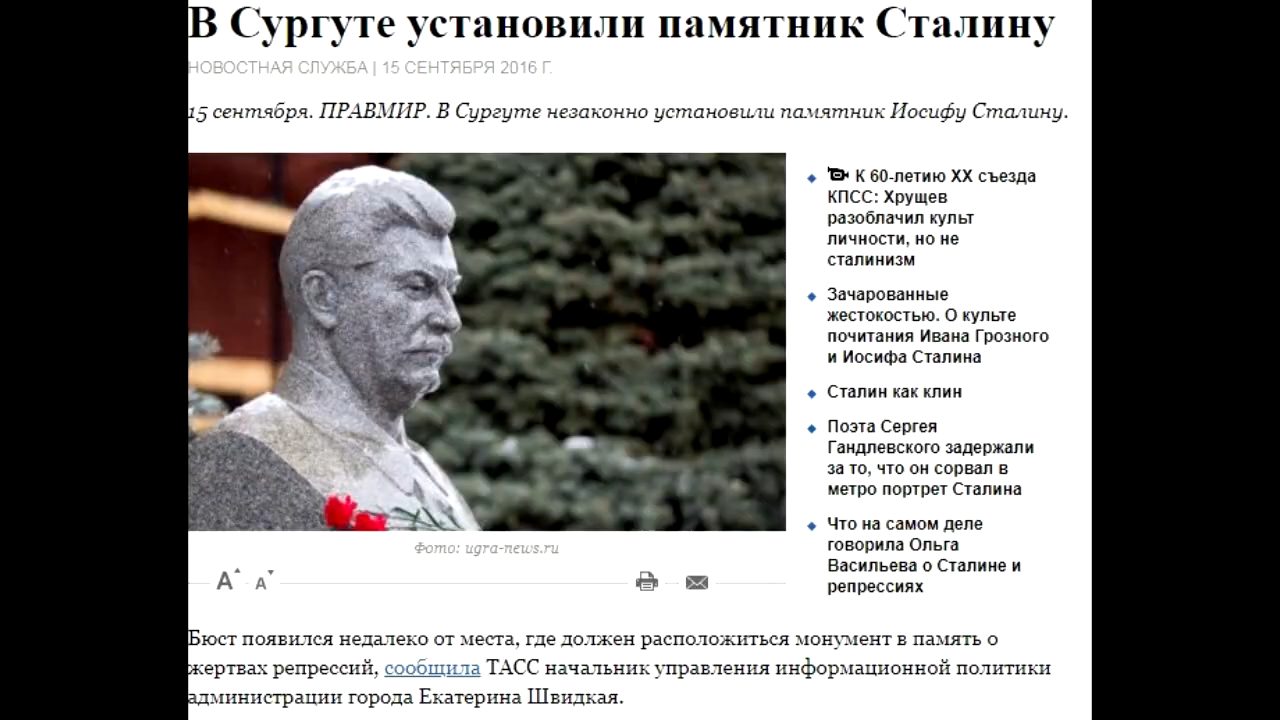 В Сургуте установили памятник Сталину
НОВОСТНАЯ СЛУЖБА | 15 СЕНТЯБРЯ 2016 Г.
15 сентября. ПРАВМИР. В Сургуте незаконно установили памятник Иосифу Сталину.
К 60-летию XX съезда
КПСС: Хрущев
разоблачил культ
личности, но не
сталинизм
Зачарованные
жестокостью. О культе
почитания Ивана Грозного
и Иосифа Сталина
Сталин как клин
Поэта Сергея
Гандлевского задержали
за то, что он сорвал в
метро портрет Сталина
Что на самом деле
говорила Ольга
Васильева о Сталине и
репрессиях
Фото: ugra-news.ru
A A
Бюст появился недалеко от места, где должен расположиться монумент в память о
жертвах репрессий, сообщила ТАСС начальник управления информационной политики
администрации города Екатерина Швидкая.